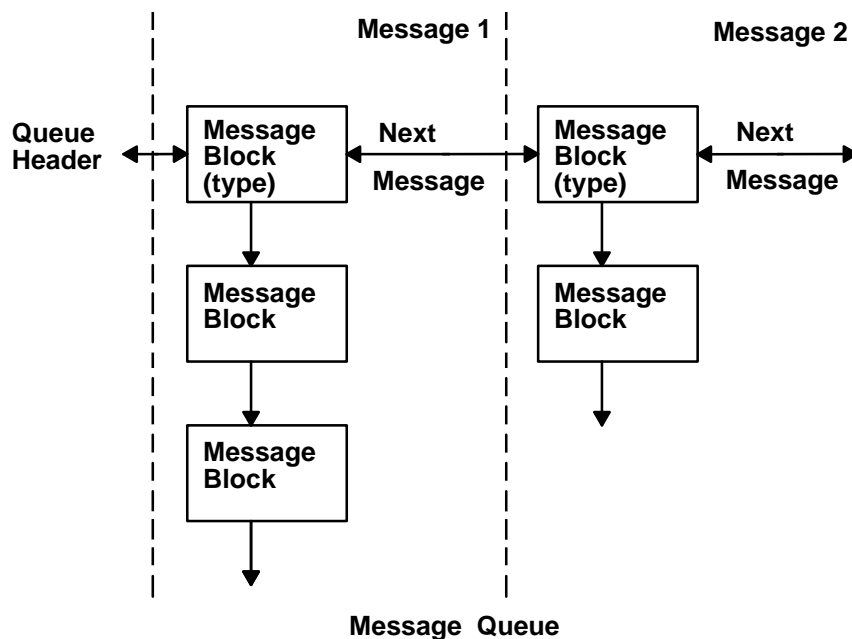 Message 1
Message 2
Queue
Header
Message
Block
(type)
Next
Message
Message
Block
(type)
Next
Message
Message
Block
Message
Block
Message
Block
Message Queue